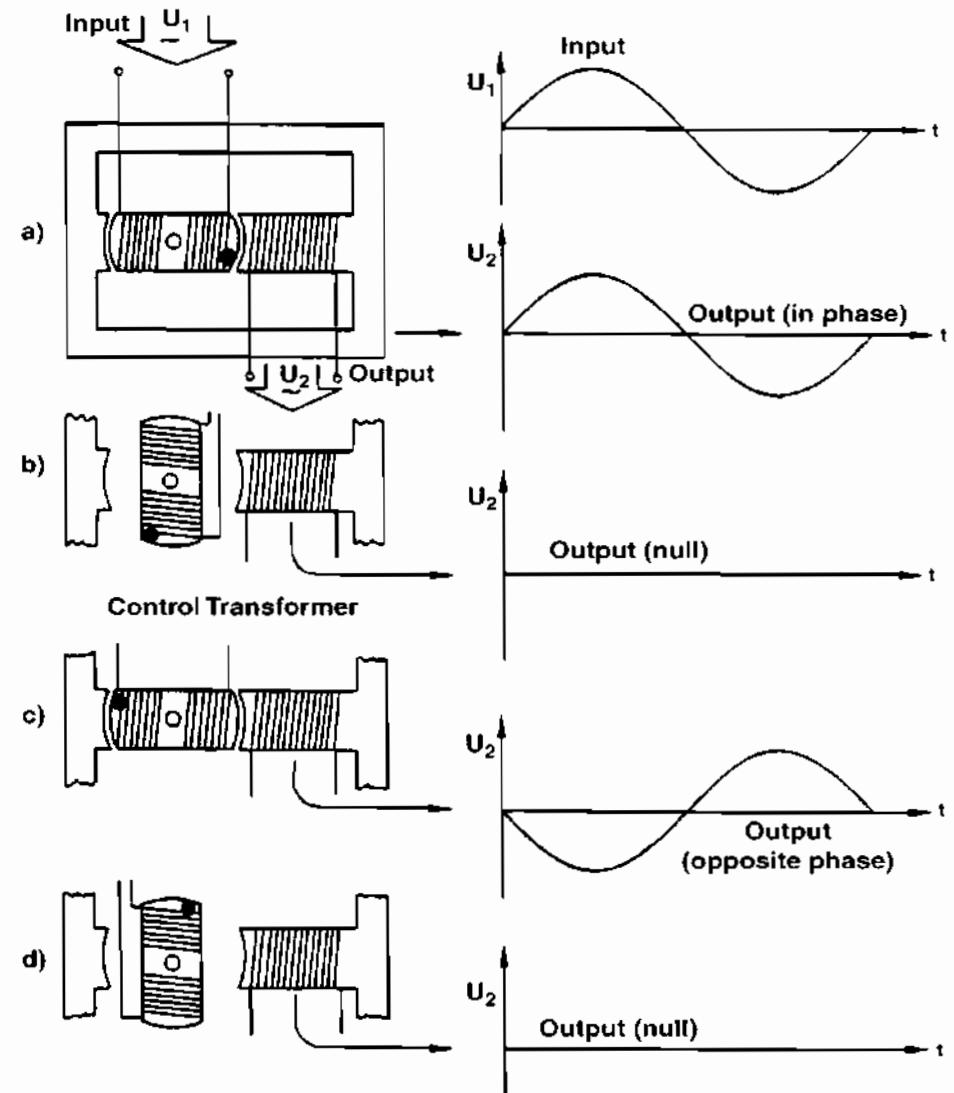 Input U₁
Input
U₁
t
a)
U₂
Output (in phase)
t
U₂ Output
b)
U₂
Output (null)
t
Control Transformer
c)
U₂
t
Output
(opposite phase)
d)
U₂
Output (null)
t